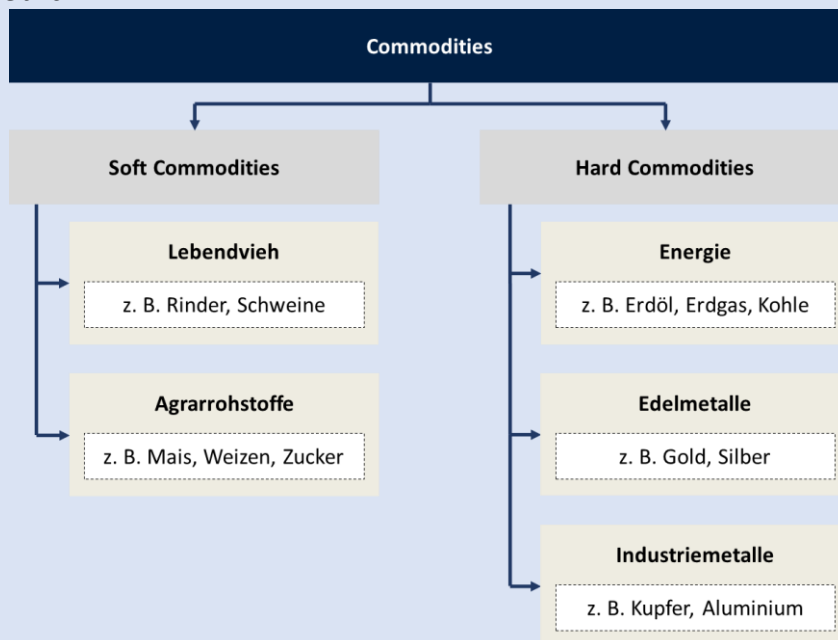 Commodities
Soft Commodities
Hard Commodities
Lebendvieh
z. B. Rinder, Schweine
Agrarrohstoffe
z. B. Mais, Weizen, Zucker
Energie
z. B. Erdöl, Erdgas, Kohle
Edelmetalle
z. B. Gold, Silber
Industriemetalle
z. B. Kupfer, Aluminium